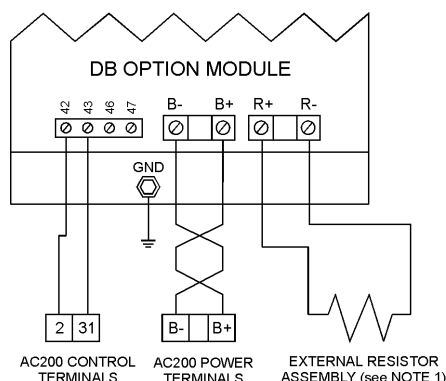 DB OPTION MODULE
42 43 46 47
B- B+ R+ R-
GND
2 31
B- B+
AC200 CONTROL TERMINALS
AC200 POWER TERMINALS
EXTERNAL RESISTOR ASSEMBLY (see NOTE 1)